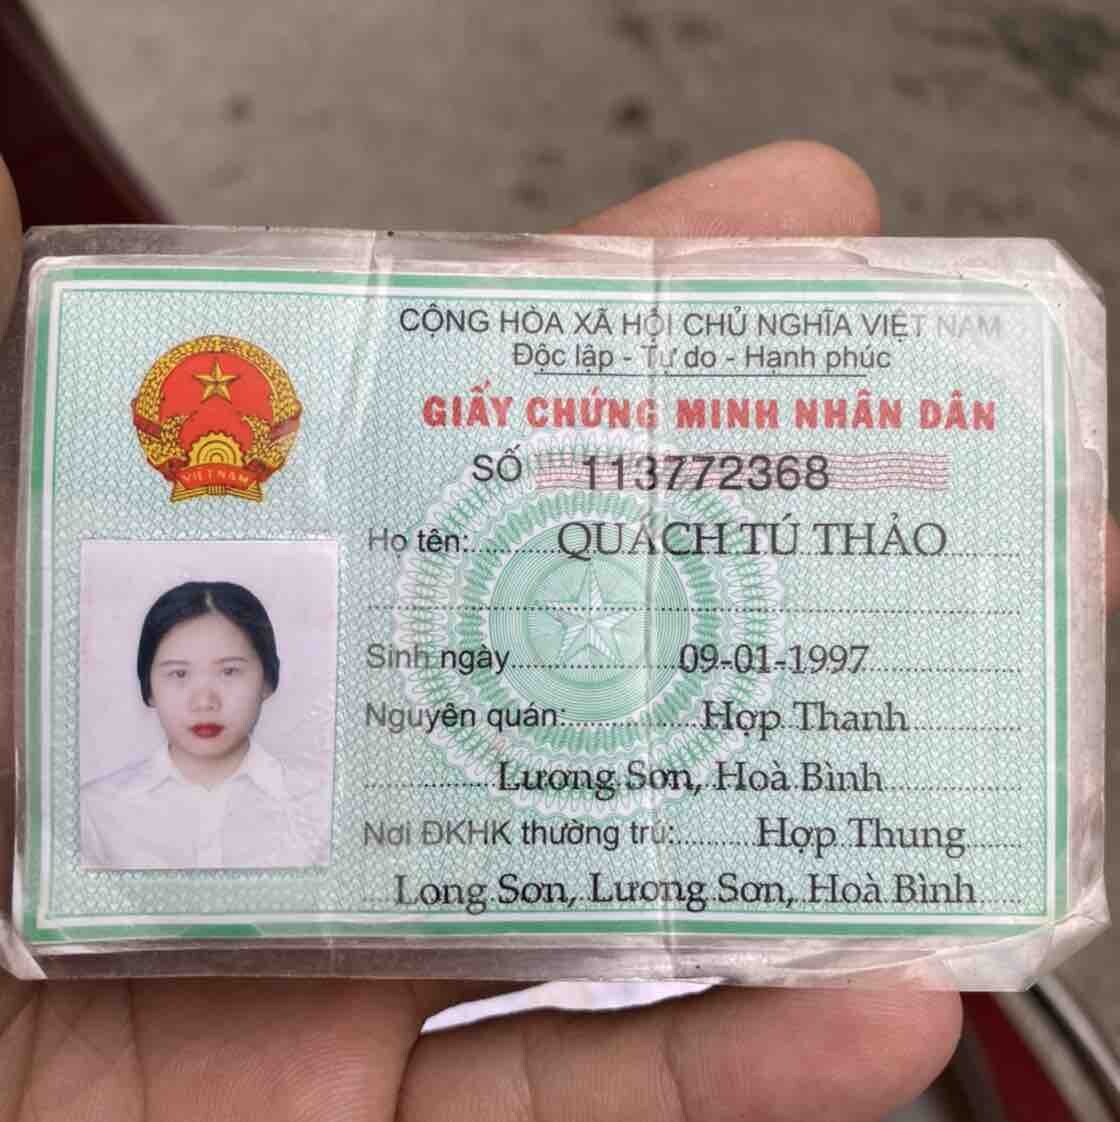 CỘNG HÒA XÃ HỘI CHỦ NGHĨA VIỆT NAM
Độc lập - Tự do - Hạnh phúc
GIẤY CHỨNG MINH NHÂN DÂN
SỐ 113772368
VIỆT NAM
Họ tên: QUÁCH TÚ THẢO
Sinh ngày 09-01-1997
Nguyên quán: Hợp Thanh
Lương Sơn, Hoà Bình
Nơi ĐKHK thường trú: Hợp Thung
Long Sơn, Lương Sơn, Hoà Bình